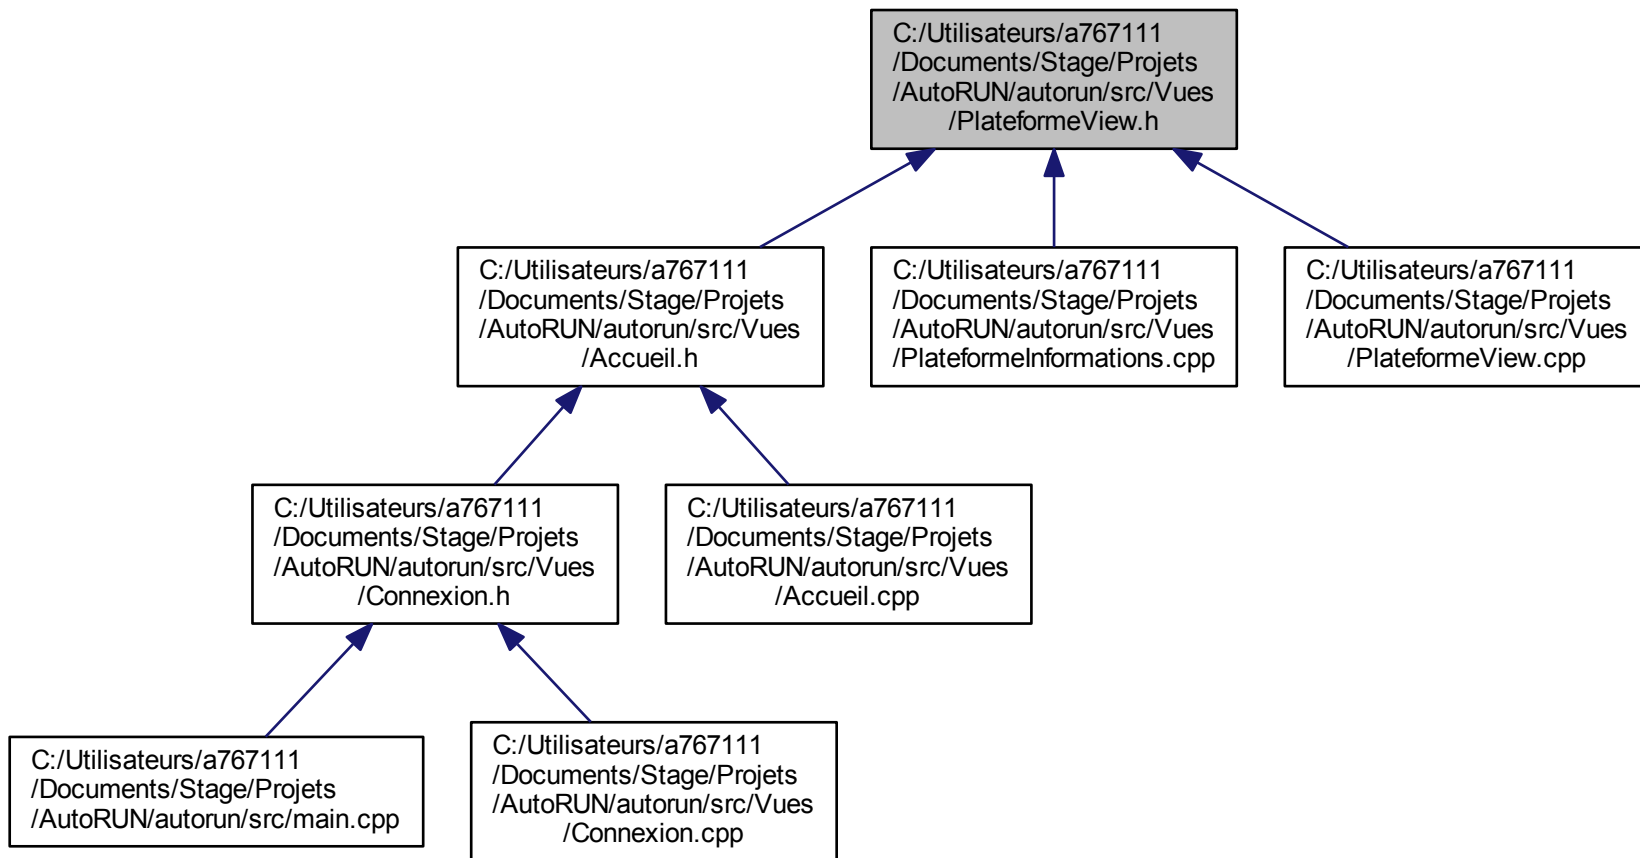 C:/Utilisateurs/a767111
/Documents/Stage/Projets
/AutoRUN/autorun/src/Vues
/PlateformeView.h
C:/Utilisateurs/a767111
/Documents/Stage/Projets
/AutoRUN/autorun/src/Vues
/Accueil.h
C:/Utilisateurs/a767111
/Documents/Stage/Projets
/AutoRUN/autorun/src/Vues
/PlateformeInformations.cpp
C:/Utilisateurs/a767111
/Documents/Stage/Projets
/AutoRUN/autorun/src/Vues
/PlateformeView.cpp
C:/Utilisateurs/a767111
/Documents/Stage/Projets
/AutoRUN/autorun/src/Vues
/Connexion.h
C:/Utilisateurs/a767111
/Documents/Stage/Projets
/AutoRUN/autorun/src/Vues
/Accueil.cpp
C:/Utilisateurs/a767111
/Documents/Stage/Projets
/AutoRUN/autorun/src/main.cpp
C:/Utilisateurs/a767111
/Documents/Stage/Projets
/AutoRUN/autorun/src/Vues
/Connexion.cpp